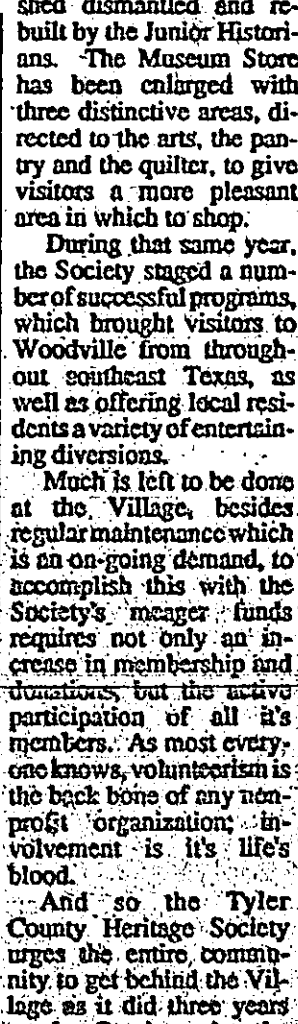 shed dismantled and re-
built by the Junior Histori-
ans. The Museum Store
has been enlarged with
three distinctive areas, di-
rected to the arts, the pan-
try and the quilter, to give
visitors a more pleasant
area in which to shop.
During that same year,
the Society staged a num-
ber of successful programs,
which brought visitors to
Woodville from through-
out southeast Texas, as
well as offering local resi-
dents a variety of entertain-
ing diversions.
Much is left to be done
at the Village, besides
regular maintenance which
is an on-going demand, to
accomplish this with the
Society's meager funds
requires not only an in-
crease in membership and
donations, but the active
participation of all it's
members. As most every-
one knows, volunteerism is
the back bone of any non-
profit organization; in-
volvement is it's life's
blood.
And so the Tyler
County Heritage Society
urges the entire commu-
nity to get behind the Vil-
lage as it did three years